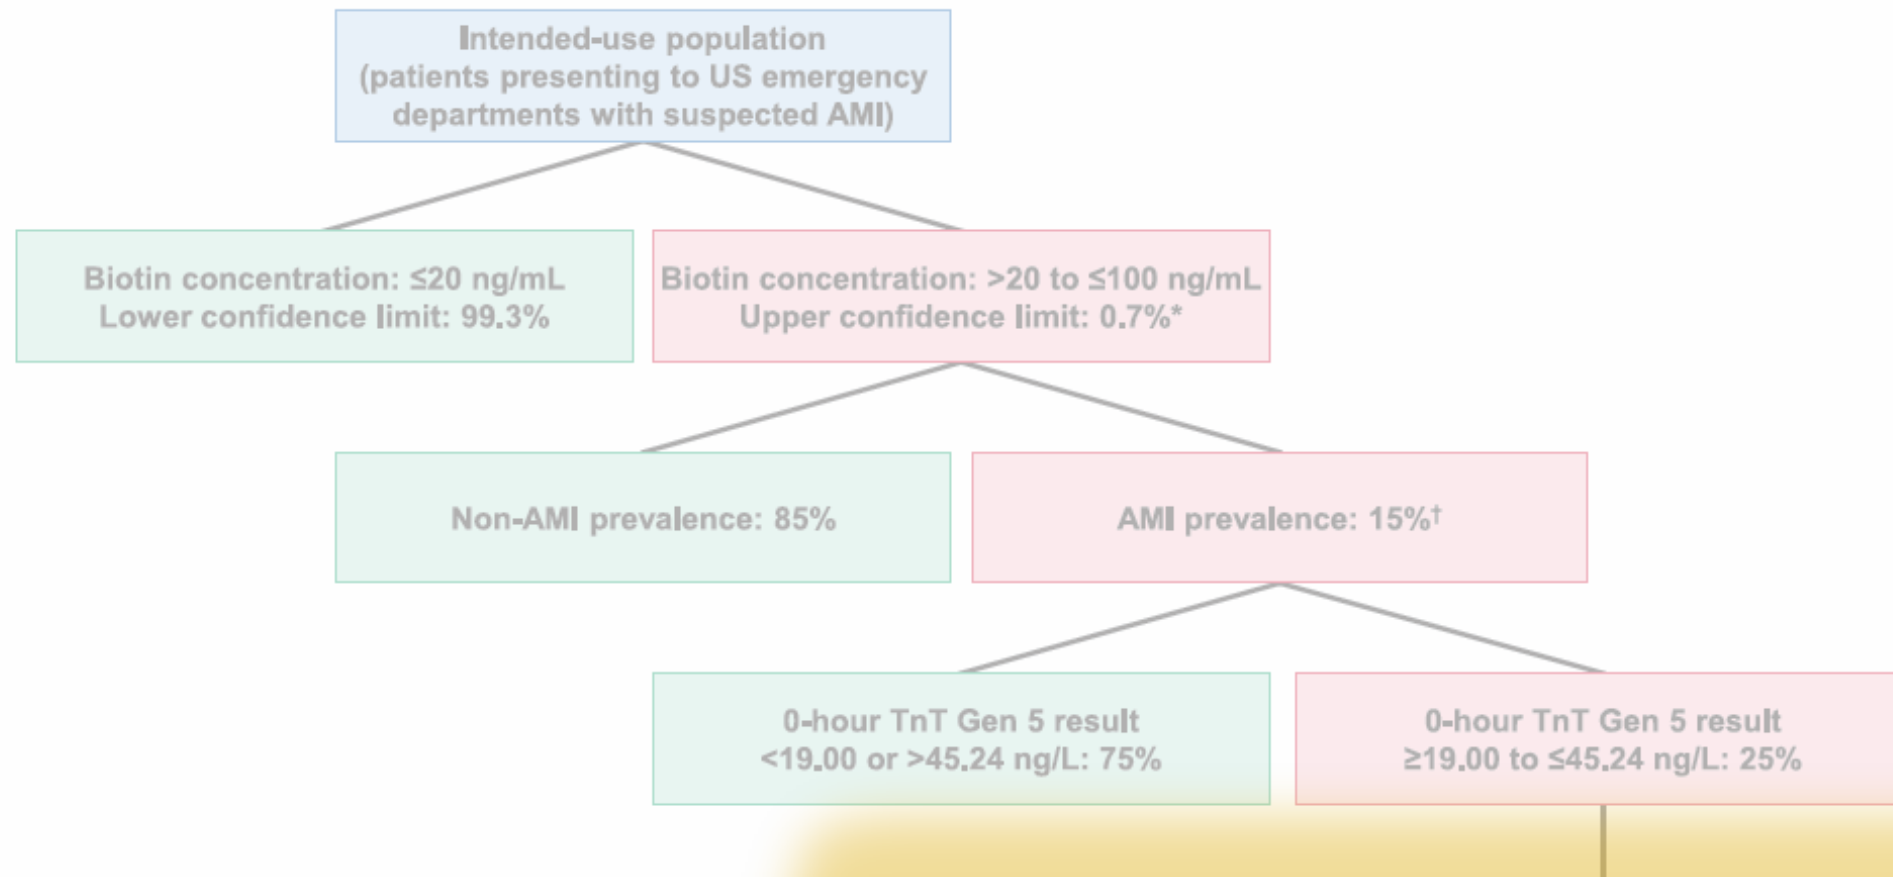 Intended-use population
(patients presenting to US emergency
departments with suspected AMI)
Biotin concentration: ≤20 ng/mL
Lower confidence limit: 99.3%
Biotin concentration: >20 to ≤100 ng/mL
Upper confidence limit: 0.7%*
Non-AMI prevalence: 85%
AMI prevalence: 15%†
0-hour TnT Gen 5 result
<19.00 or >45.24 ng/L: 75%
0-hour TnT Gen 5 result
≥19.00 to ≤45.24 ng/L: 25%